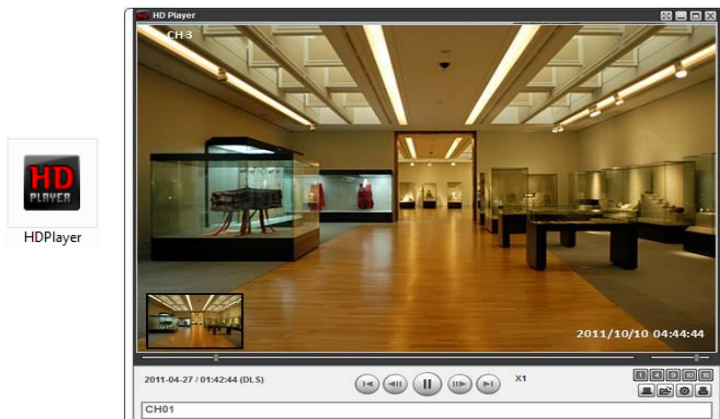 HD
PLAYER
HDPlayer
HD HD Player
CH 3
2011/10/10 04:44:44
2011-04-27 / 01:42:44 (DLS)
X1
CH01